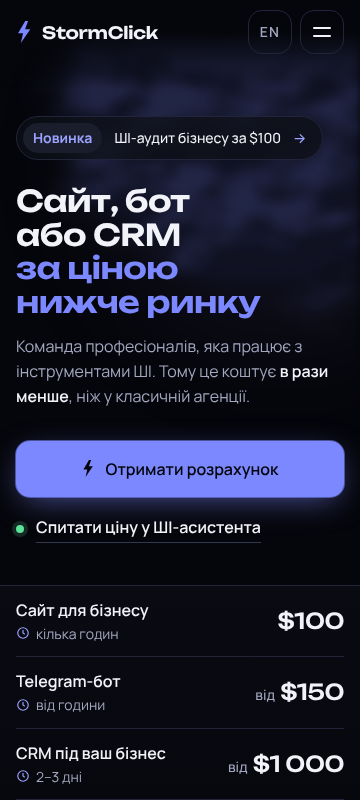 StormClick
EN
Новинка ШІ-аудит бізнесу за $100 →
Сайт, бот
або CRM
за ціною
нижче ринку
Команда професіоналів, яка працює з
інструментами ШІ. Тому це коштує в рази
менше, ніж у класичній агенції.
Отримати розрахунок
Спитати ціну у ШІ-асистента
Сайт для бізнесу
кілька годин
$100
Telegram-бот
від години
від $150
CRM під ваш бізнес
2–3 дні
від $1 000